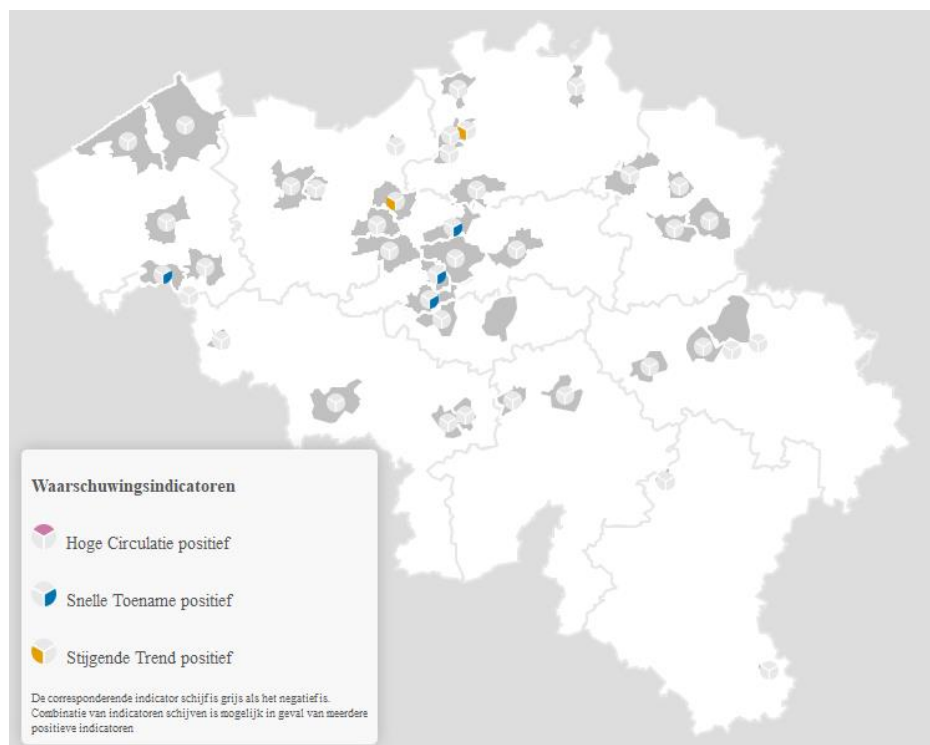 Waarschuwingsindicatoren
Hoge Circulatie positief
Snelle Toename positief
Stijgende Trend positief
De corresponderende indicator schijf is grijs als het negatief is.
Combinatie van indicatoren schijven is mogelijk in geval van meerdere
positieve indicatoren